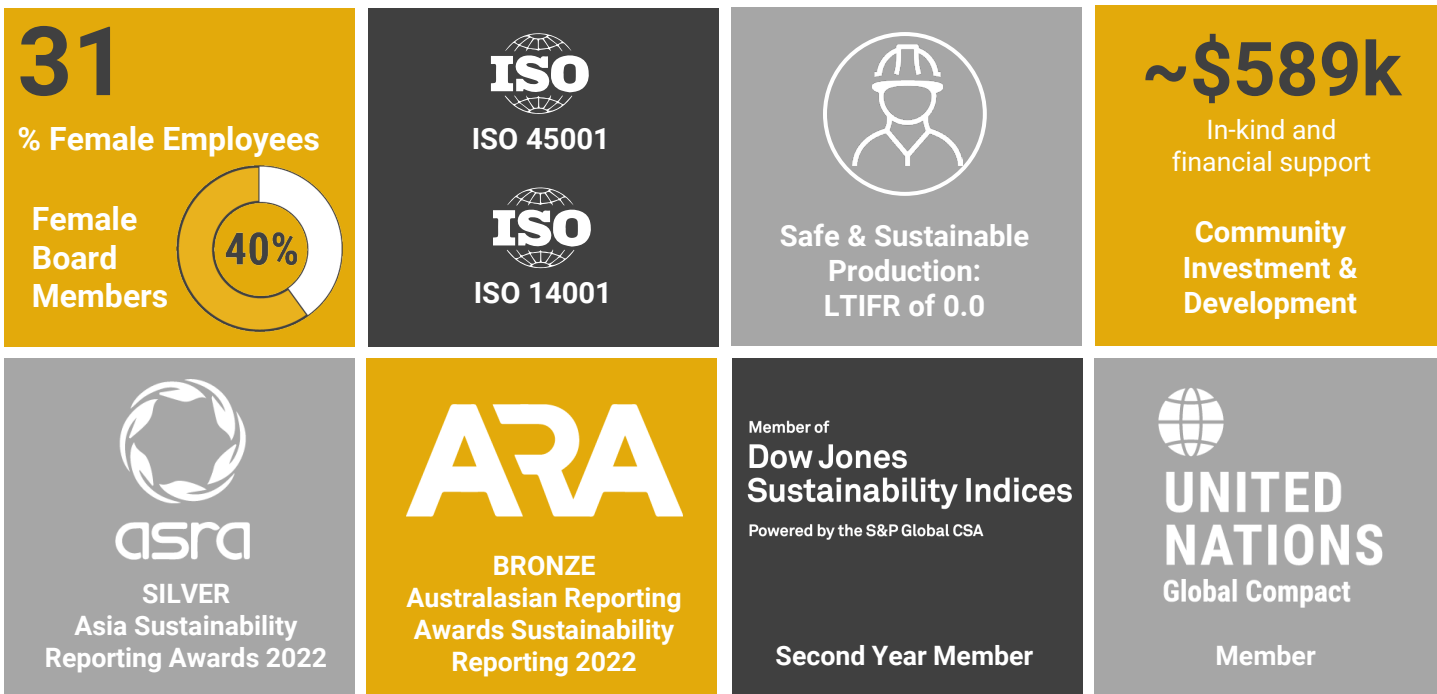 31
% Female Employees
Female
Board
Members
40%
ISO
ISO 45001
ISO
ISO 14001
Safe & Sustainable
Production:
LTIFR of 0.0
~$589k
In-kind and
financial support
Community
Investment &
Development
asra
SILVER
Asia Sustainability
Reporting Awards 2022
ARA
BRONZE
Australasian Reporting
Awards Sustainability
Reporting 2022
Member of
Dow Jones
Sustainability Indices
Powered by the S&P Global CSA
Second Year Member
UNITED
NATIONS
Global Compact
Member